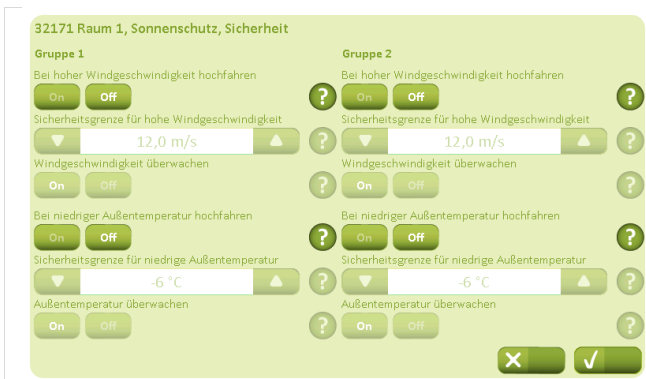 32171 Raum 1, Sonnenschutz, Sicherheit
Gruppe 1
Bei hoher Windgeschwindigkeit hochfahren
On Off ?
Sicherheitsgrenze für hohe Windgeschwindigkeit
12,0 m/s ?
Windgeschwindigkeit überwachen
On Off ?
Bei niedriger Außentemperatur hochfahren
On Off ?
Sicherheitsgrenze für niedrige Außentemperatur
-6 °C ?
Außentemperatur überwachen
On Off ?
Gruppe 2
Bei hoher Windgeschwindigkeit hochfahren
On Off ?
Sicherheitsgrenze für hohe Windgeschwindigkeit
12,0 m/s ?
Windgeschwindigkeit überwachen
On Off ?
Bei niedriger Außentemperatur hochfahren
On Off ?
Sicherheitsgrenze für niedrige Außentemperatur
-6 °C ?
Außentemperatur überwachen
On Off ?